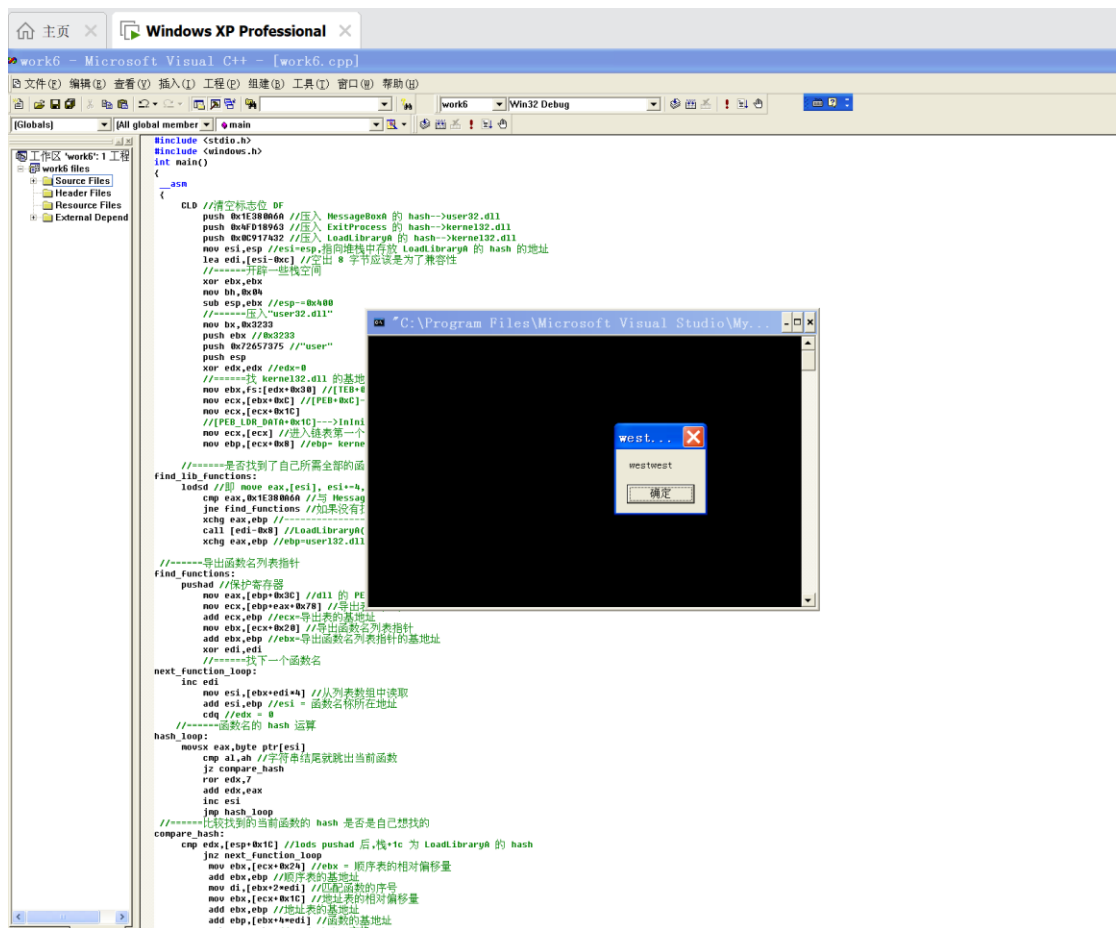 主页
Windows XP Professional
work6 - Microsoft Visual C++ - [work6.cpp]
文件(F) 编辑(E) 查看(V) 插入(I) 工程(P) 组建(B) 工具(T) 窗口(W) 帮助(H)
work6 Win32 Debug
[Globals] [All global member main
工作区 'work6': 1 工程
work6 files
Source Files
Header Files
Resource Files
External Depend
#include <stdio.h>
#include <windows.h>
int main()
{
__asm
{
CLD //清空标志位 DF
push 0x1E380A6A //压入 MessageBoxA 的 hash-->user32.dll
push 0x4FD18963 //压入 ExitProcess 的 hash-->kernel32.dll
push 0x0C917432 //压入 LoadLibraryA 的 hash-->kernel32.dll
mov esi,esp //esi=esp,指向堆栈中存放 LoadLibraryA 的 hash 的地址
lea edi,[esi-0xc] //空出 8 字节应该是为了兼容性
//======开辟一些栈空间
xor ebx,ebx
mov bh,0x04
sub esp,ebx //esp-=0x400
//======压入"user32.dll"
mov bx,0x3233
push ebx //0x3233
push 0x72657375 //"user"
push esp
xor edx,edx //edx=0
//======找 kernel32.dll 的基地
mov ebx,fs:[edx+0x30] //[TEB+0
mov ecx,[ebx+0xC] //[PEB+0xC]-
mov ecx,[ecx+0x1C]
//[PEB_LDR_DATA+0x1C]--->InIni
mov ecx,[ecx] //进入链表第一个
mov ebp,[ecx+0x8] //ebp= kerne
//======是否找到了自己所需全部的函
find_lib_functions:
lodsd //即 move eax,[esi], esi+=4,
cmp eax,0x1E380A6A //与 Messag
jne find_functions //如果没有找
xchg eax,ebp //----------------
call [edi-0x8] //LoadLibraryA(
xchg eax,ebp //ebp=user132.dll
//======导出函数名列表指针
find_functions:
pushad //保护寄存器
mov eax,[ebp+0x3C] //dll 的 PE
mov ecx,[ebp+eax+0x78] //导出表
add ecx,ebp //ecx=导出表的基地址
mov ebx,[ecx+0x20] //导出函数名列表指针
add ebx,ebp //ebx=导出函数名列表指针的基地址
xor edi,edi
//======找下一个函数名
next_function_loop:
inc edi
mov esi,[ebx+edi*4] //从列表数组中读取
add esi,ebp //esi = 函数名称所在地址
cdq //edx = 0
//======函数名的 hash 运算
hash_loop:
movsx eax,byte ptr[esi]
cmp al,ah //字符串结尾就跳出当前函数
jz compare_hash
ror edx,7
add edx,eax
inc esi
jmp hash_loop
//======比较找到的当前函数的 hash 是否是自己想找的
compare_hash:
cmp edx,[esp+0x1C] //lods pushad 后,栈+1c 为 LoadLibraryA 的 hash
jnz next_function_loop
mov ebx,[ecx+0x24] //ebx = 顺序表的相对偏移量
add ebx,ebp //顺序表的基地址
mov di,[ebx+2*edi] //匹配函数的序号
mov ebx,[ecx+0x1C] //地址表的相对偏移量
add ebx,ebp //地址表的基地址
add ebp,[ebx+4*edi] //函数的基地址
"C:\Program Files\Microsoft Visual Studio\My...
west...
westwest
确定